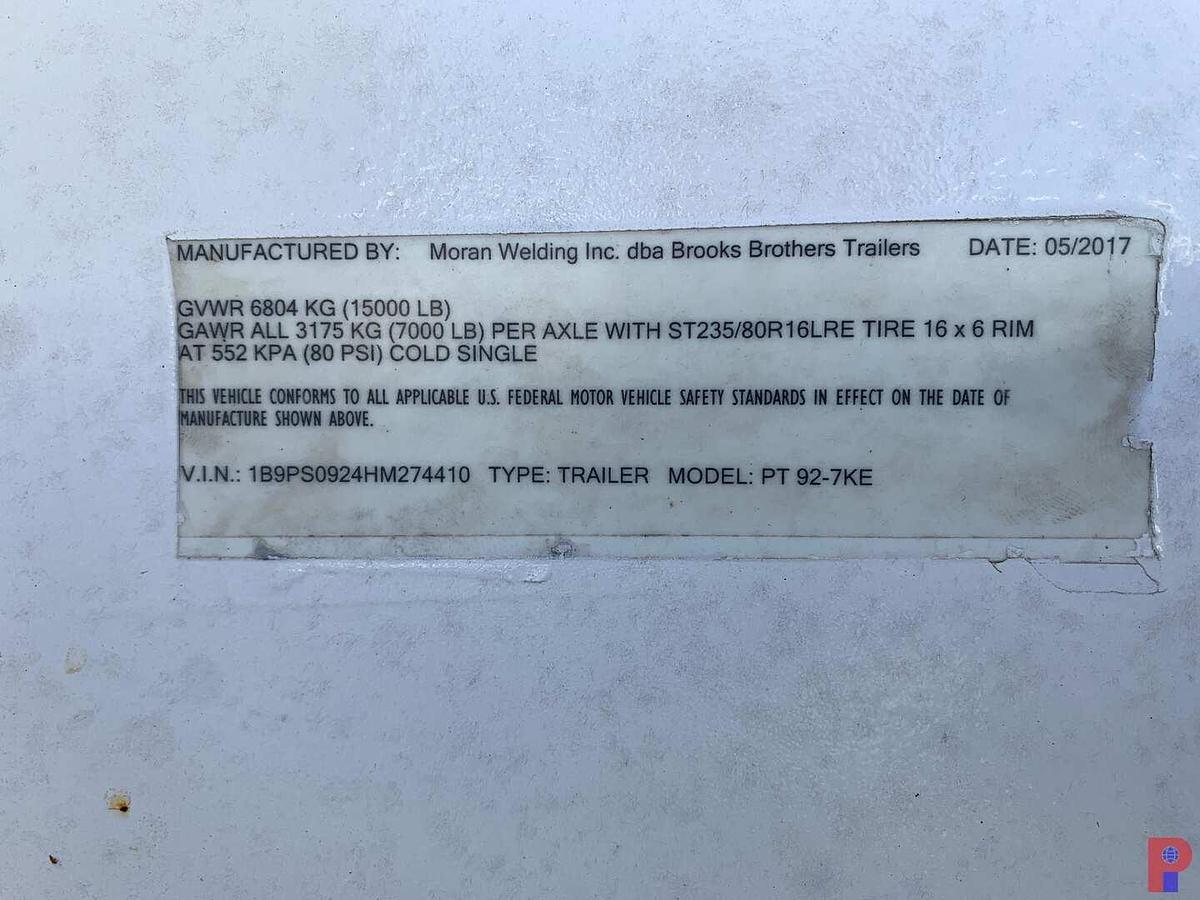 MANUFACTURED BY: Moran Welding Inc. dba Brooks Brothers Trailers DATE: 05/2017
GVWR 6804 KG (15000 LB)
GAWR ALL 3175 KG (7000 LB) PER AXLE WITH ST235/80R16LRE TIRE 16 x 6 RIM
AT 552 KPA (80 PSI) COLD SINGLE
THIS VEHICLE CONFORMS TO ALL APPLICABLE U.S. FEDERAL MOTOR VEHICLE SAFETY STANDARDS IN EFFECT ON THE DATE OF
MANUFACTURE SHOWN ABOVE.
V.I.N.: 1B9PS0924HM274410 TYPE: TRAILER MODEL: PT 92-7KE